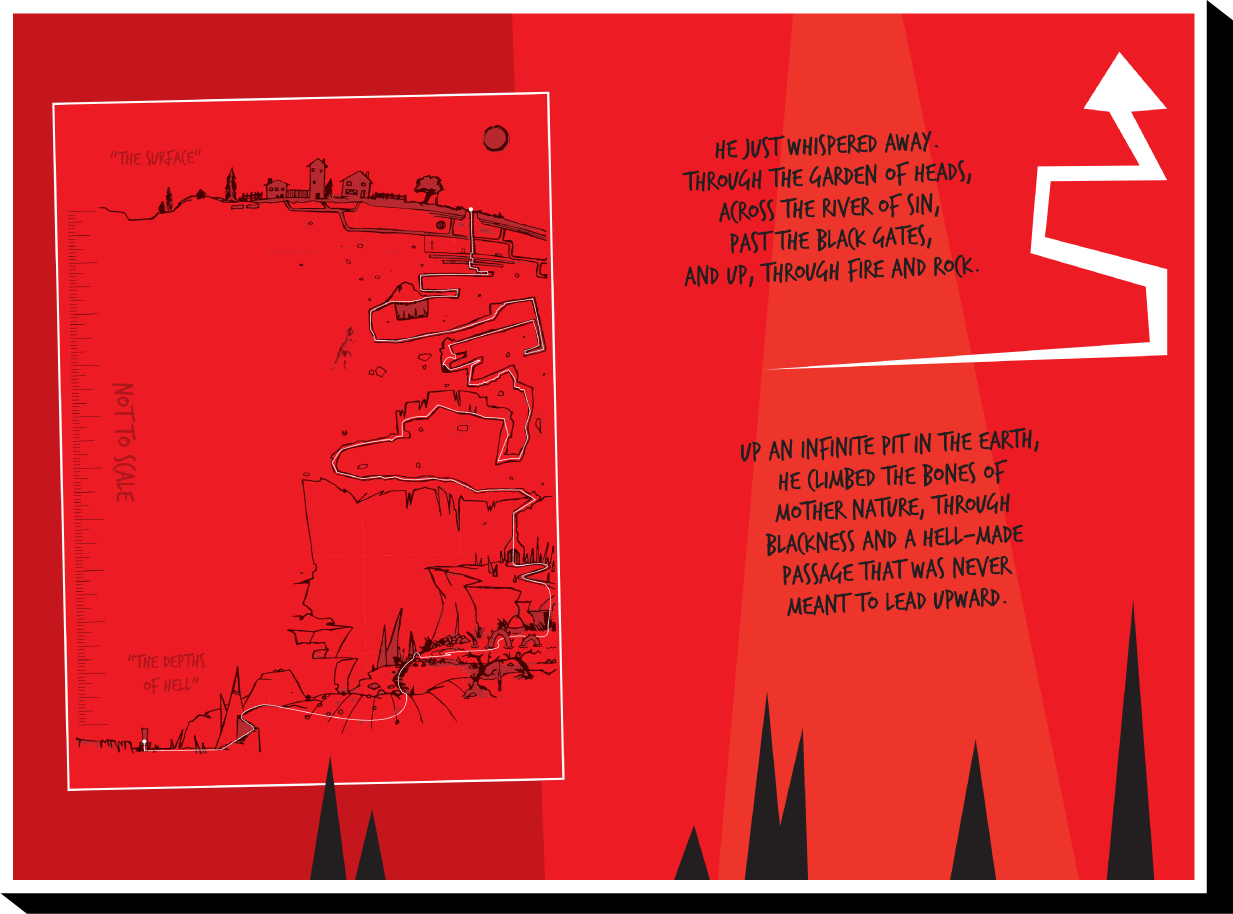 "THE SURFACE"
NOT TO SCALE
"THE DEPTHS
OF HELL"
HE JUST WHISPERED AWAY.
THROUGH THE GARDEN OF HEADS,
ACROSS THE RIVER OF SIN,
PAST THE BLACK GATES,
AND UP, THROUGH FIRE AND ROCK.
UP AN INFINITE PIT IN THE EARTH,
HE CLIMBED THE BONES OF
MOTHER NATURE, THROUGH
BLACKNESS AND A HELL-MADE
PASSAGE THAT WAS NEVER
MEANT TO LEAD UPWARD.